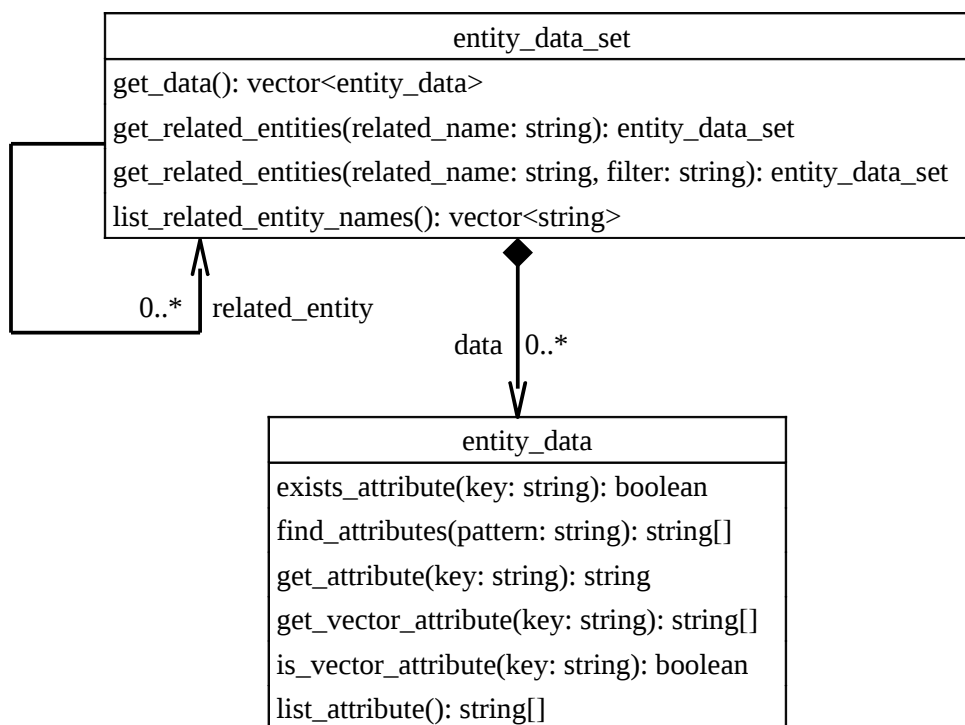 entity_data_set
get_data(): vector<entity_data>
get_related_entities(related_name: string): entity_data_set
get_related_entities(related_name: string, filter: string): entity_data_set
list_related_entity_names(): vector<string>
0..* related_entity
data 0..*
entity_data
exists_attribute(key: string): boolean
find_attributes(pattern: string): string[]
get_attribute(key: string): string
get_vector_attribute(key: string): string[]
is_vector_attribute(key: string): boolean
list_attribute(): string[]